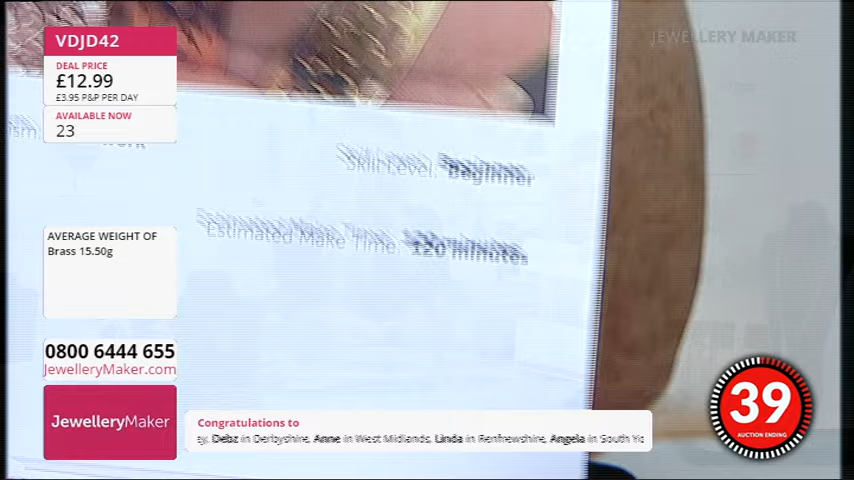 VDJD42
JEWELLERY MAKER
DEAL PRICE
£12.99
£3.95 P&P PER DAY
AVAILABLE NOW
23
Skill Level: Beginner
Estimated Make Time: 120 minutes
AVERAGE WEIGHT OF
Brass 15.50g
0800 6444 655
JewelleryMaker.com
JewelleryMaker
Congratulations to
Debz in Derbyshire, Anne in West Midlands, Linda in Renfrewshire, Angela in South
39
AUCTION ENDING